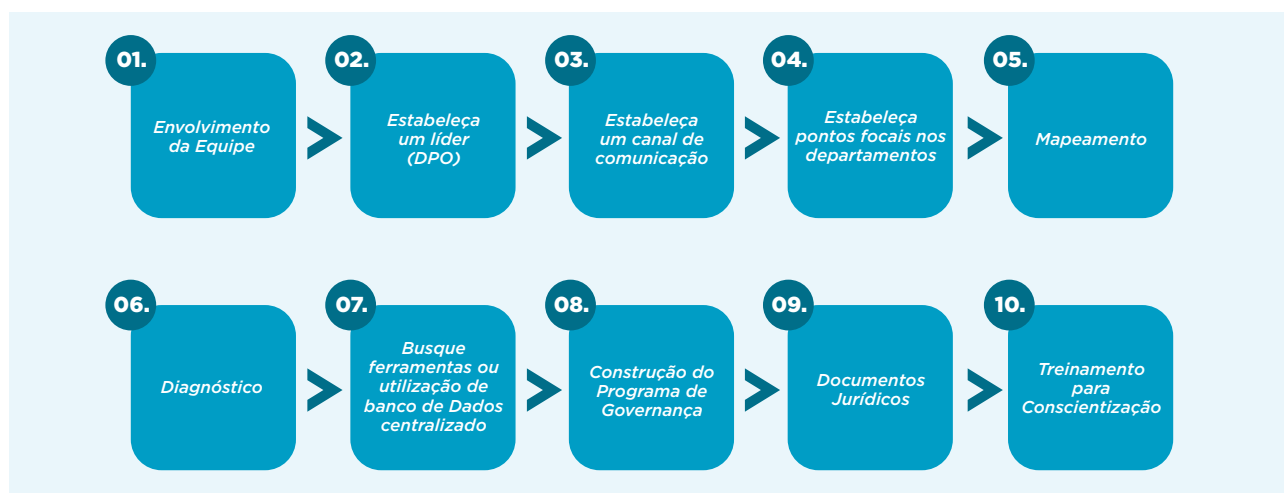 01.
Envolvimento
da Equipe
02.
Estabeleça
um líder
(DPO)
03.
Estabeleça
um canal de
comunicação
04.
Estabeleça
pontos focais nos
departamentos
05.
Mapeamento
06.
Diagnóstico
07.
Busque
ferramentas ou
utilização de
banco de Dados
centralizado
08.
Construção do
Programa de
Governança
09.
Documentos
Jurídicos
10.
Treinamento
para
Conscientização